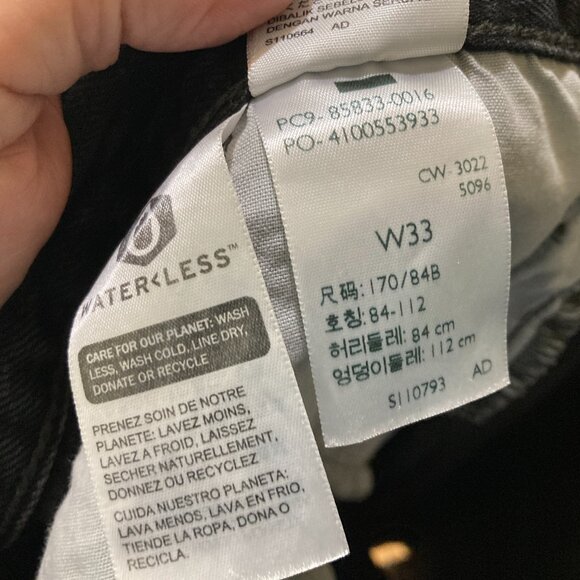 DIBALIK SEBEL
DENGAN WARNA SER
S110664 AD
PC9- 85833-0016
PO- 4100553933
CW- 3022
5096
W33
尺码: 170/84B
호칭: 84-112
허리둘레: 84 cm
엉덩이둘레: 112 cm
S110793 AD
WATER<LESS™
CARE FOR OUR PLANET: WASH
LESS, WASH COLD, LINE DRY,
DONATE OR RECYCLE
PRENEZ SOIN DE NOTRE
PLANETE: LAVEZ MOINS,
LAVEZ A FROID, LAISSEZ
SECHER NATURELLEMENT,
DONNEZ OU RECYCLEZ
CUIDA NUESTRO PLANETA:
LAVA MENOS, LAVA EN FRIO,
TIENDE LA ROPA, DONA O
RECICLA.